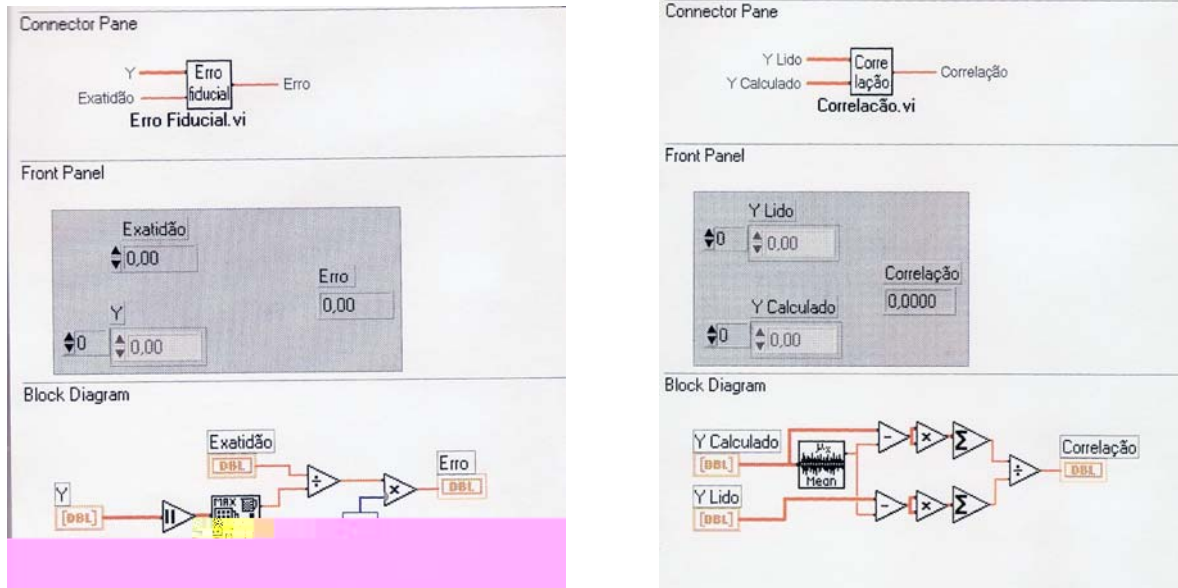 Connector Pane
Y
Exatidão
Erro
fiducial
Erro
Erro Fiducial.vi
Front Panel
Exatidão
0,00
Erro
0,00
Y
0
0,00
Block Diagram
Exatidão
DBL
Erro
DBL
Y
[DBL]
MAX
÷
×
Connector Pane
Y Lido
Y Calculado
Corre
lação
Correlação
Correlacão.vi
Front Panel
Y Lido
0
0,00
Correlação
0,0000
Y Calculado
0
0,00
Block Diagram
Y Calculado
[DBL]
Mean
Y Lido
[DBL]
-
×
Σ
-
×
Σ
÷
Correlação
DBL